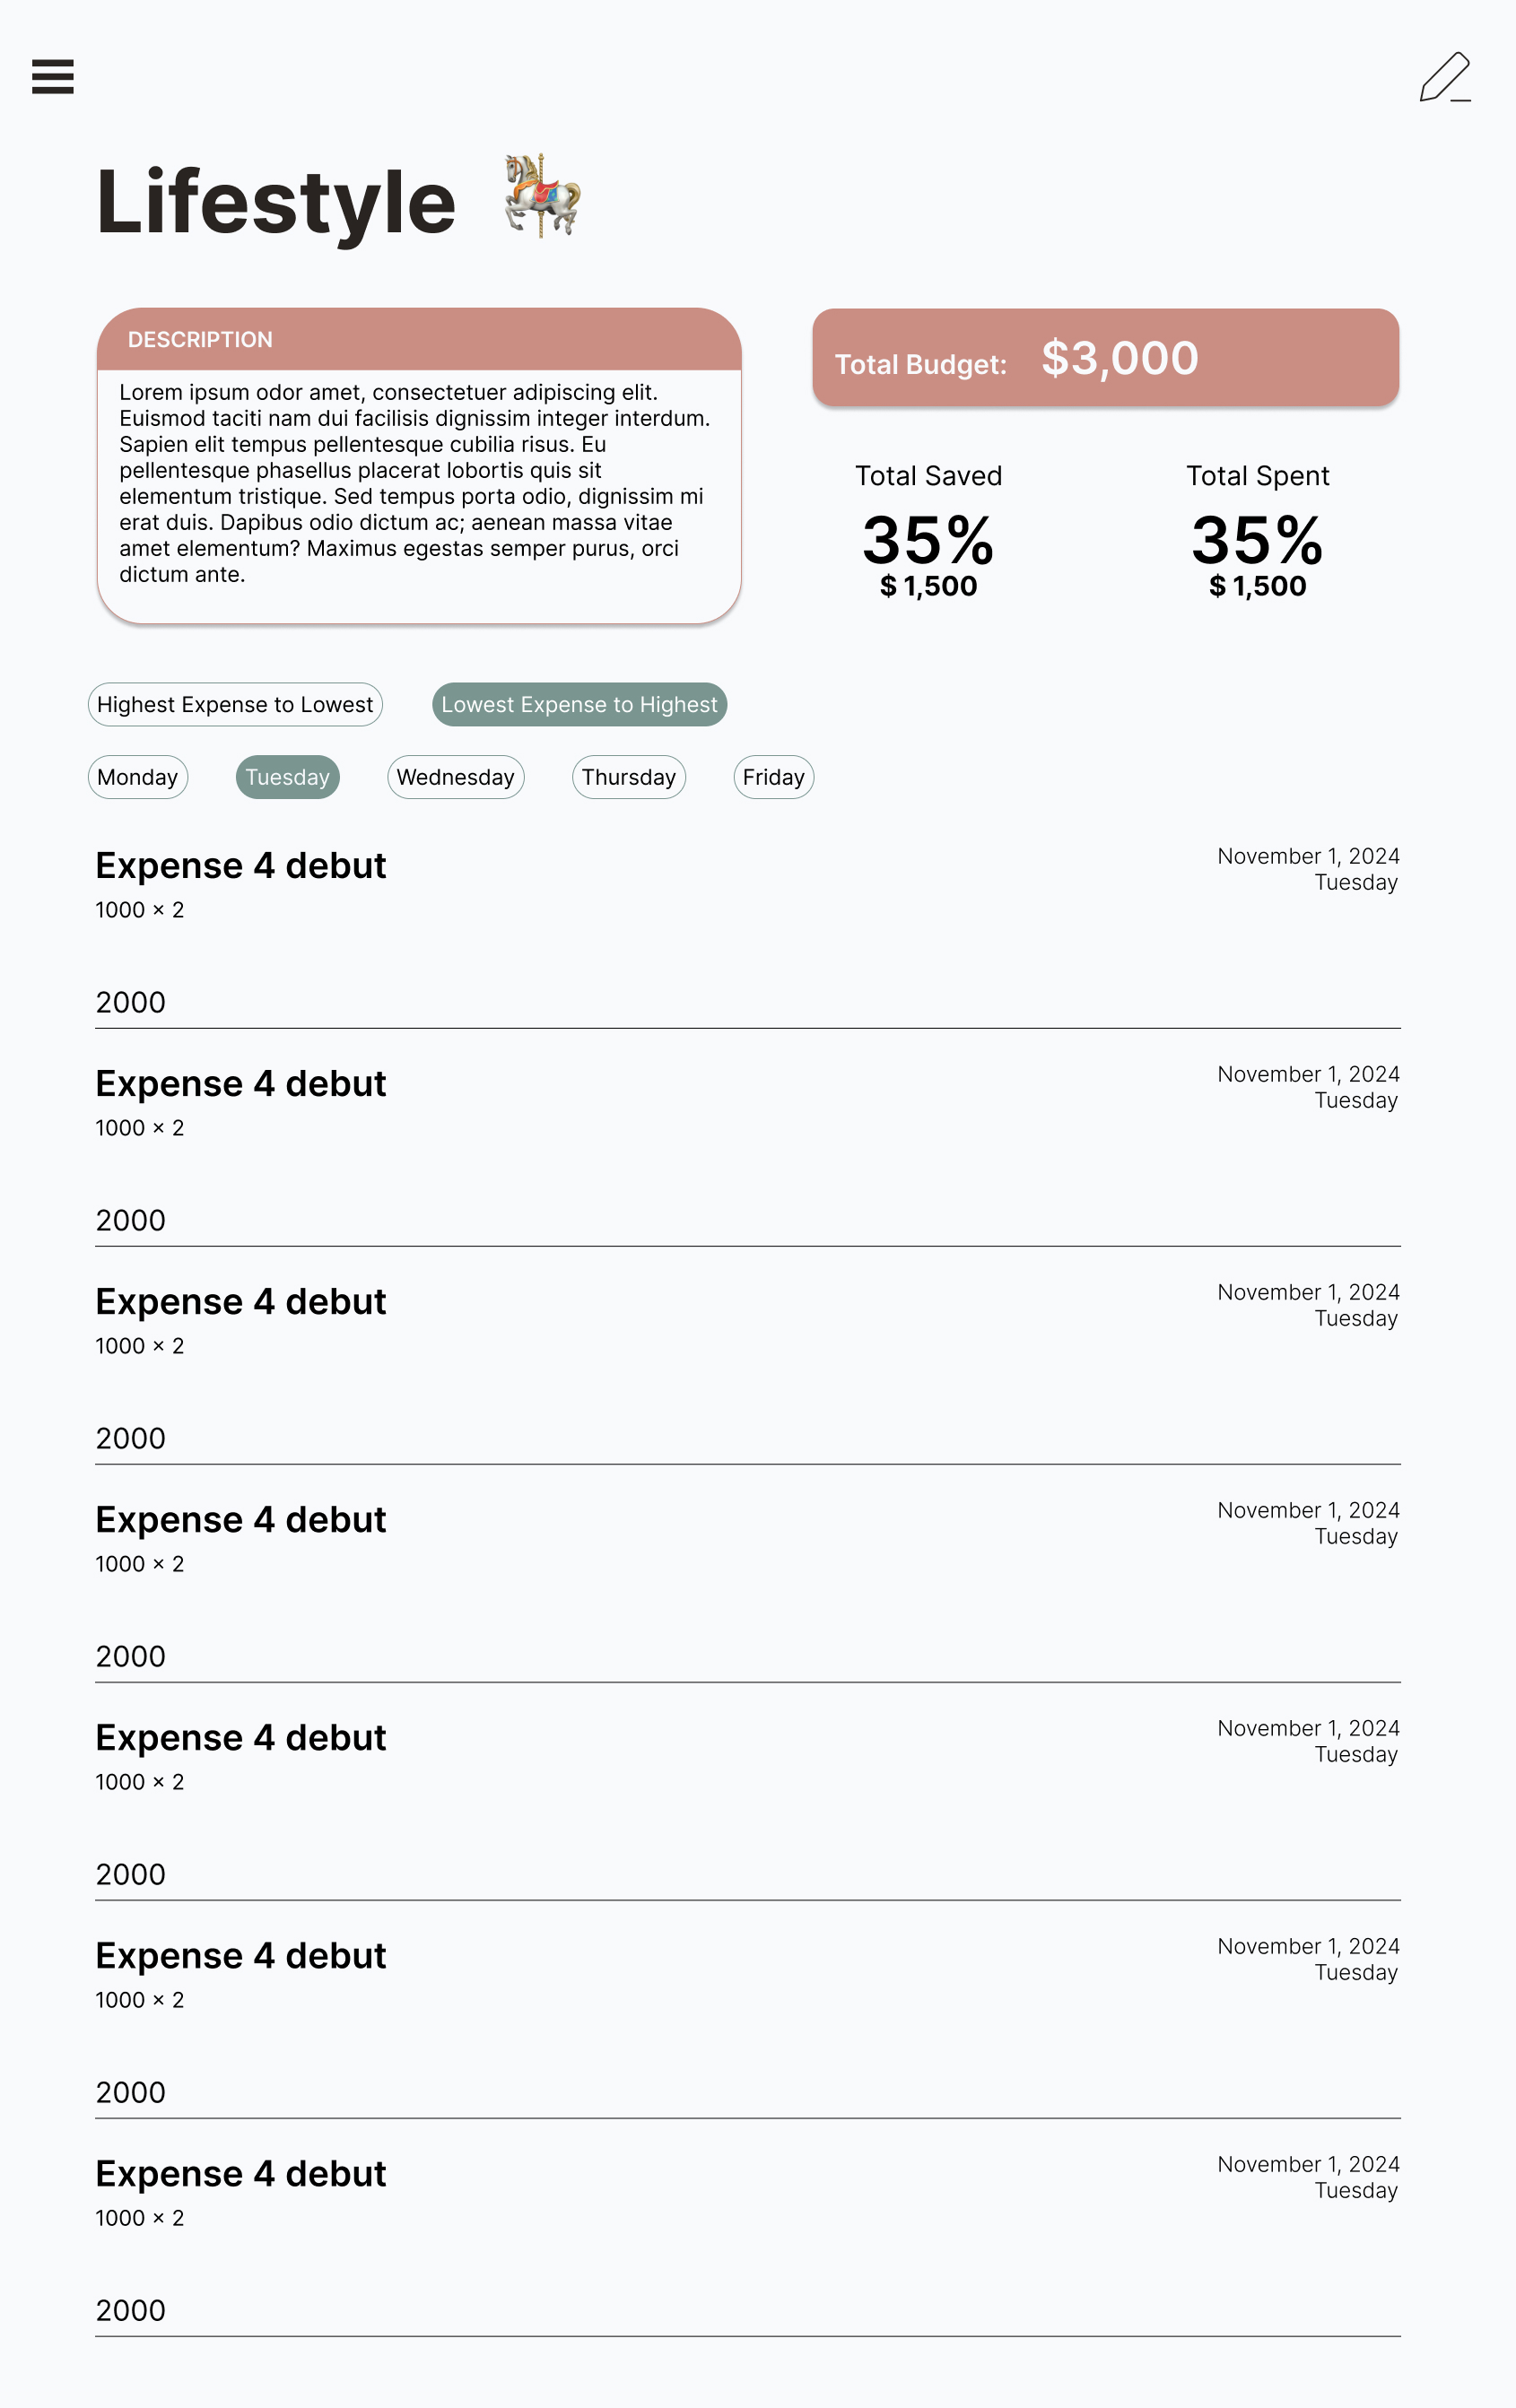 Lifestyle
DESCRIPTION
Lorem ipsum odor amet, consectetuer adipiscing elit.
Euismod taciti nam dui facilisis dignissim integer interdum.
Sapien elit tempus pellentesque cubilia risus. Eu
pellentesque phasellus placerat lobortis quis sit
elementum tristique. Sed tempus porta odio, dignissim mi
erat duis. Dapibus odio dictum ac; aenean massa vitae
amet elementum? Maximus egestas semper purus, orci
dictum ante.
Total Budget: $3,000
Total Saved
35%
$ 1,500
Total Spent
35%
$ 1,500
Highest Expense to Lowest
Lowest Expense to Highest
Monday
Tuesday
Wednesday
Thursday
Friday
Expense 4 debut
1000 × 2
November 1, 2024
Tuesday
2000
Expense 4 debut
1000 × 2
November 1, 2024
Tuesday
2000
Expense 4 debut
1000 × 2
November 1, 2024
Tuesday
2000
Expense 4 debut
1000 × 2
November 1, 2024
Tuesday
2000
Expense 4 debut
1000 × 2
November 1, 2024
Tuesday
2000
Expense 4 debut
1000 × 2
November 1, 2024
Tuesday
2000
Expense 4 debut
1000 × 2
November 1, 2024
Tuesday
2000